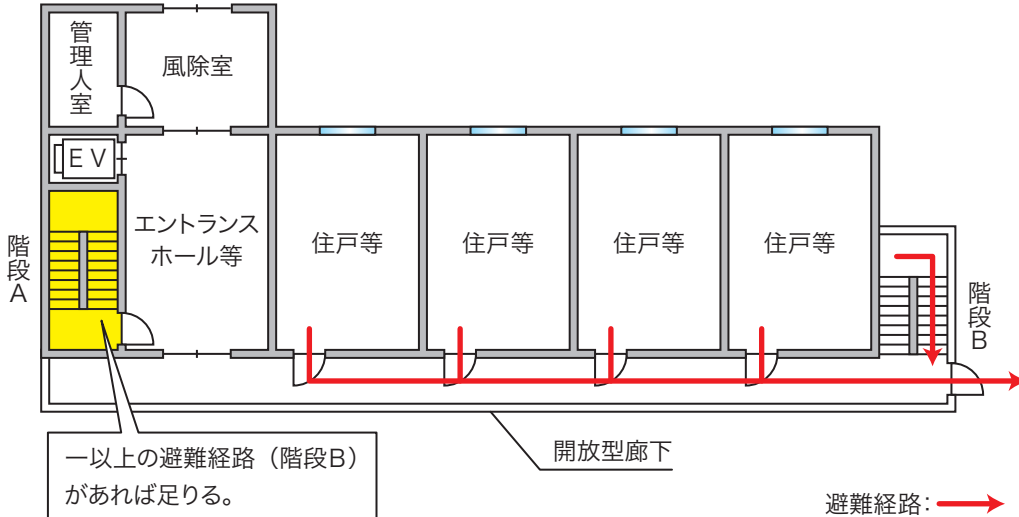 管理人室
風除室
EV
エントランス
ホール等
住戸等
住戸等
住戸等
住戸等
階段A
階段B
一以上の避難経路（階段B）
があれば足りる。
開放型廊下
避難経路：